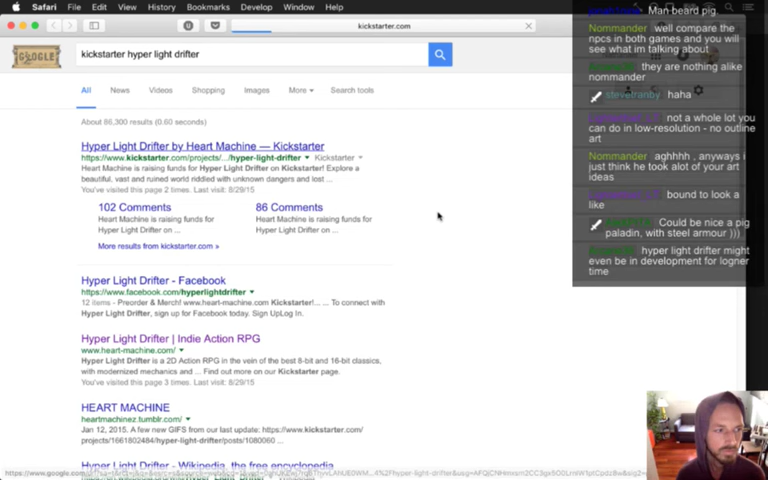 Safari File Edit View History Bookmarks Develop Window Help
kickstarter.com
GOOGLE
kickstarter hyper light drifter
All News Videos Shopping Images More Search tools
About 86,300 results (0.60 seconds)
Hyper Light Drifter by Heart Machine — Kickstarter
https://www.kickstarter.com/projects/.../hyper-light-drifter Kickstarter
Heart Machine is raising funds for Hyper Light Drifter on Kickstarter! Explore a
beautiful, vast and ruined world riddled with unknown dangers and lost ...
You've visited this page 2 times. Last visit: 8/29/15
102 Comments
Heart Machine is raising funds for
Hyper Light Drifter on ...
86 Comments
Heart Machine is raising funds for
Hyper Light Drifter on ...
More results from kickstarter.com »
Hyper Light Drifter - Facebook
https://www.facebook.com/hyperlightdrifter
12 items - Preorder & Merch! www.heart-machine.com Kickstarter!... ... To connect with
Hyper Light Drifter, sign up for Facebook today. Sign UpLog In.
Hyper Light Drifter | Indie Action RPG
www.heart-machine.com/
Hyper Light Drifter is a 2D Action RPG in the vein of the best 8-bit and 16-bit classics,
with modernized mechanics and ... Find out more on our Kickstarter page.
You've visited this page 3 times. Last visit: 8/29/15
HEART MACHINE
heartmachinez.tumblr.com/
Jan 12, 2015. A few new GIFF from our last update: https://www.kickstarter.com/
projects/1661802484/hyper-light-drifter/posts/1080060 ...
Hyper Light Drifter - Wikipedia, the free encyclopedia
Man beard pig.
Nommander well compare the
npcs in both games and you will
see what im talking about
they are nothing alike
nommander
stevetranby haha
not a whole lot you
can do in low-resolution - no outline
art
Nommander aghhhh , anyways i
just think he took alot of your art
ideas
bound to look a
like
Could be nice a pig
paladin, with steel armour )))
hyper light drifter might
even be in development for logner
time